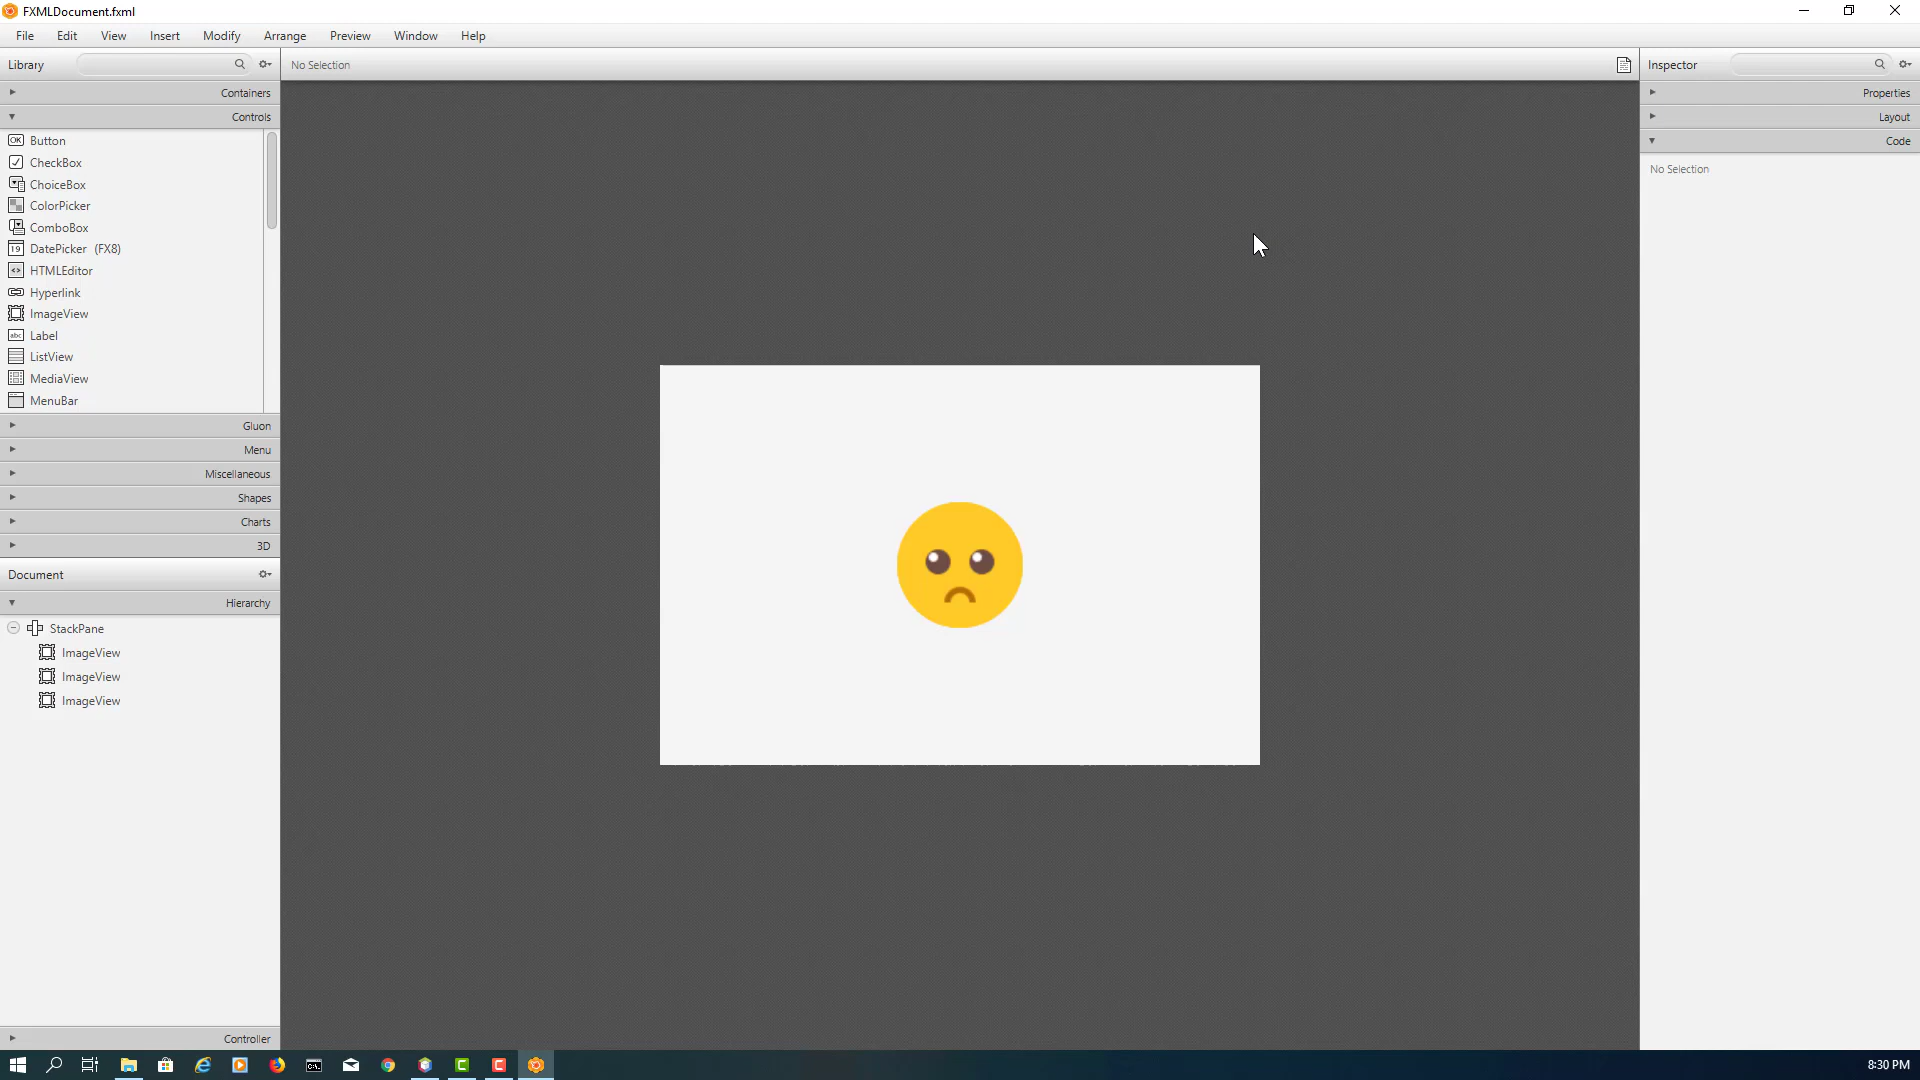 FXMLDocument.fxml
File Edit View Insert Modify Arrange Preview Window Help
Library
No Selection
Inspector
Containers
Controls
Button
CheckBox
ChoiceBox
ColorPicker
ComboBox
DatePicker (FX8)
HTMLEditor
Hyperlink
ImageView
Label
ListView
MediaView
MenuBar
Gluon
Menu
Miscellaneous
Shapes
Charts
3D
Document
Hierarchy
StackPane
ImageView
ImageView
ImageView
Controller
Properties
Layout
Code
No Selection
8:30 PM